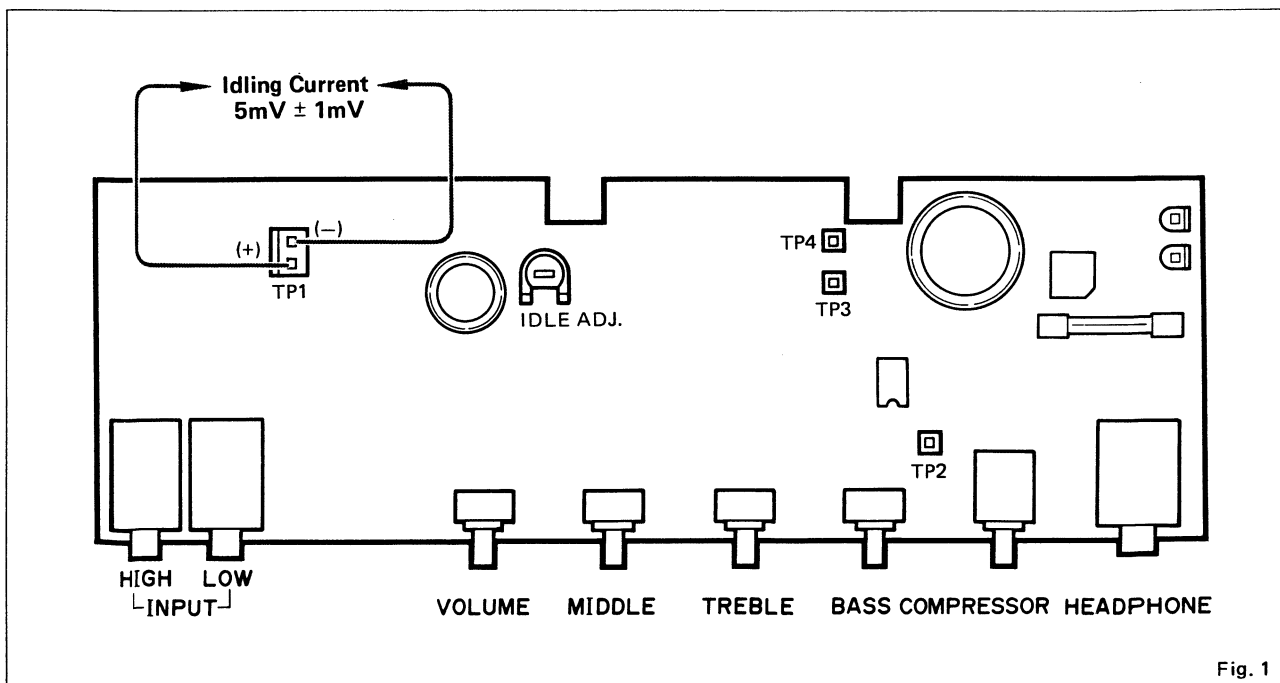 Idling Current
5mV ± 1mV
(+)
(—)
TP1
IDLE ADJ.
TP4
TP3
TP2
HIGH LOW
INPUT
VOLUME MIDDLE TREBLE BASS COMPRESSOR HEADPHONE
Fig. 1